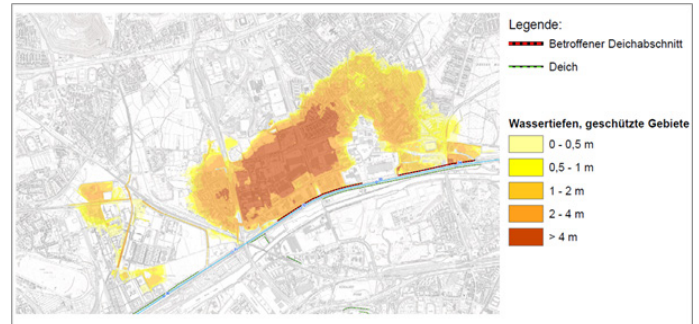 Legende:
Betroffener Deichabschnitt
Deich
Wassertiefen, geschützte Gebiete
0 - 0,5 m
0,5 - 1 m
1 - 2 m
2 - 4 m
> 4 m